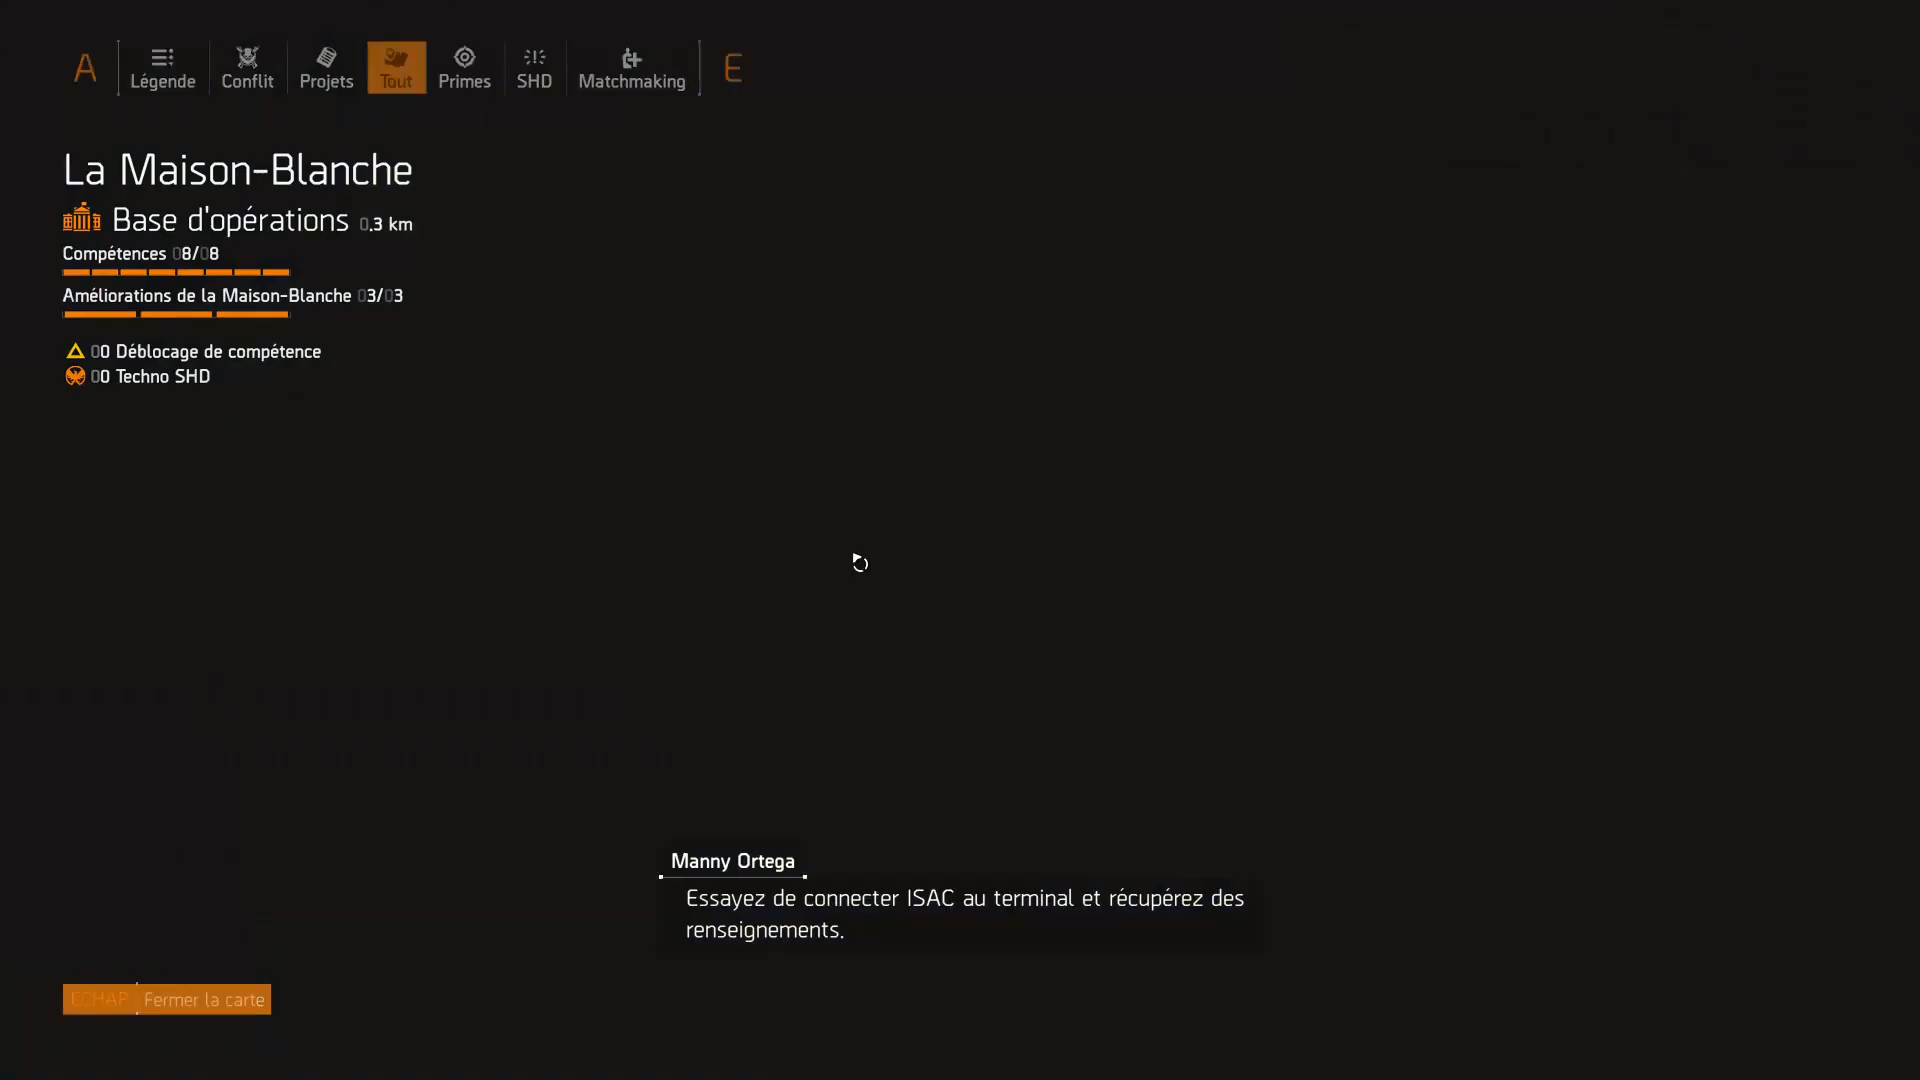 A
Légende
Conflit
Projets
Tout
Primes
SHD
Matchmaking
E
La Maison-Blanche
Base d'opérations 0.3 km
Compétences 08/08
Améliorations de la Maison-Blanche 03/03
00 Déblocage de compétence
00 Techno SHD
Manny Ortega
Essayez de connecter ISAC au terminal et récupérez des
renseignements.
ECHAP Fermer la carte